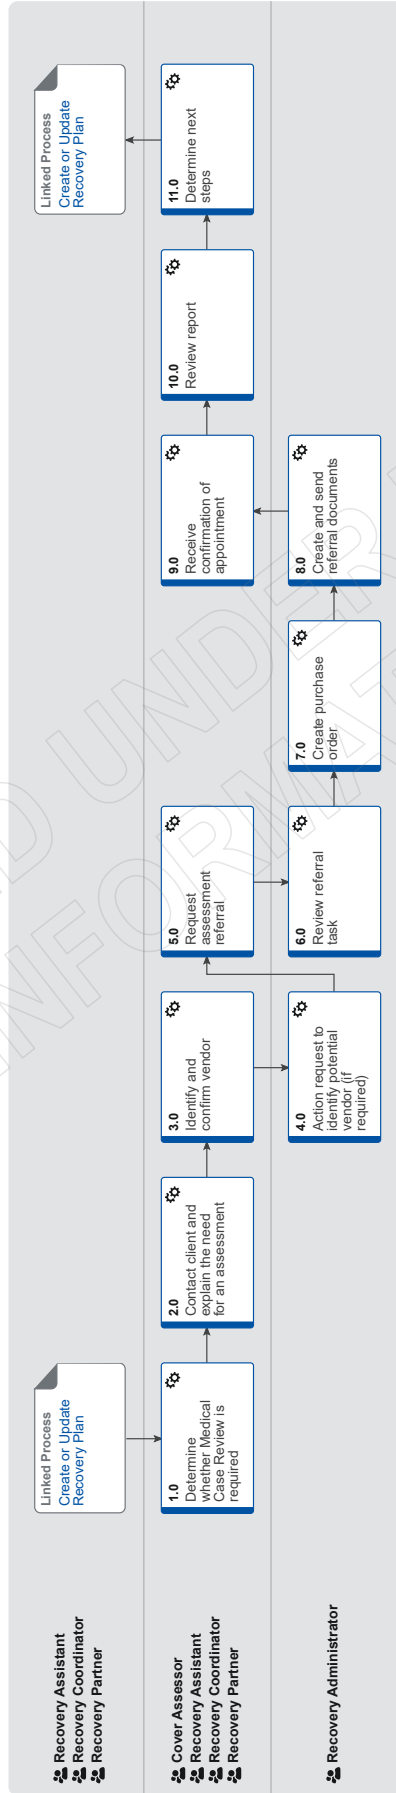 Recovery Assistant
Recovery Coordinator
Recovery Partner
Linked Process
Create or Update
Recovery Plan
Linked Process
Create or Update
Recovery Plan
Cover Assessor
Recovery Assistant
Recovery Coordinator
Recovery Partner
1.0
Determine
whether Medical
Case Review is
required
2.0
Contact client and
explain the need
for an assessment
3.0
Identify and
confirm vendor
5.0
Request
assessment
referral
9.0
Receive
confirmation of
appointment
10.0
Review report
11.0
Determine next
steps
Recovery Administrator
4.0
Action request to
identify potential
vendor (if
required)
6.0
Review referral
task
7.0
Create purchase
order
8.0
Create and send
referral documents
UNDER
INFORMAT